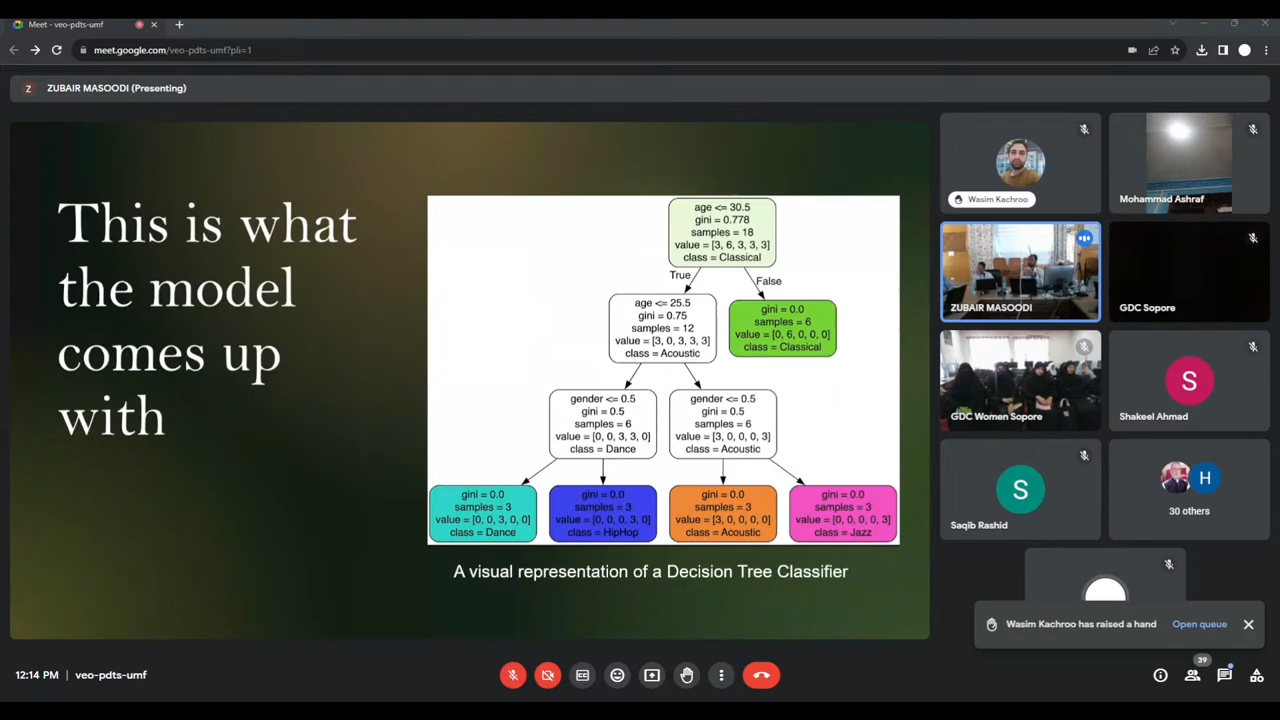 Meet - veo-pdts-umf
meet.google.com/veo-pdts-umf?pli=1
Z
ZUBAIR MASOODI (Presenting)
This is what
the model
comes up
with
age <= 30.5
gini = 0.778
samples = 18
value = [3, 6, 3, 3, 3]
class = Classical
True
False
age <= 25.5
gini = 0.75
samples = 12
value = [3, 0, 3, 3, 3]
class = Acoustic
gini = 0.0
samples = 6
value = [0, 6, 0, 0, 0]
class = Classical
gender <= 0.5
gini = 0.5
samples = 6
value = [0, 0, 3, 3, 0]
class = Dance
gender <= 0.5
gini = 0.5
samples = 6
value = [3, 0, 0, 0, 3]
class = Acoustic
gini = 0.0
samples = 3
value = [0, 0, 3, 0, 0]
class = Dance
gini = 0.0
samples = 3
value = [0, 0, 0, 3, 0]
class = HipHop
gini = 0.0
samples = 3
value = [3, 0, 0, 0, 0]
class = Acoustic
gini = 0.0
samples = 3
value = [0, 0, 0, 0, 3]
class = Jazz
A visual representation of a Decision Tree Classifier
Wasim Kachroo
Mohammad Ashraf
ZUBAIR MASOODI
GDC Sopore
GDC Women Sopore
S
Shakeel Ahmad
S
Saqib Rashid
H
30 others
Wasim Kachroo has raised a hand
Open queue
12:14 PM | veo-pdts-umf
39